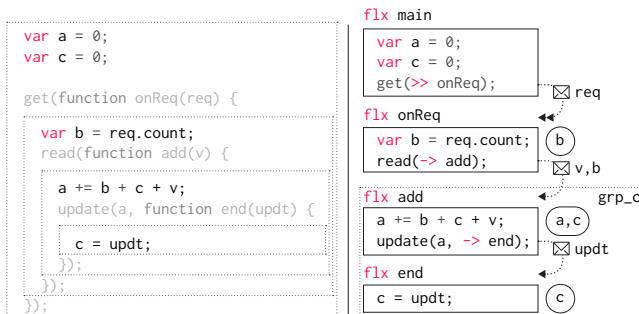 var a = 0;
var c = 0;
get(function onReq(req) {
var b = req.count;
read(function add(v) {
a += b + c + v;
update(a, function end(updt) {
c = updt;
});
});
});
flx main
var a = 0;
var c = 0;
get(>> onReq);
req
flx onReq
var b = req.count;
read(-> add);
b
v,b
flx add
grp_c
a += b + c + v;
update(a, -> end);
a,c
updt
flx end
c = updt;
c